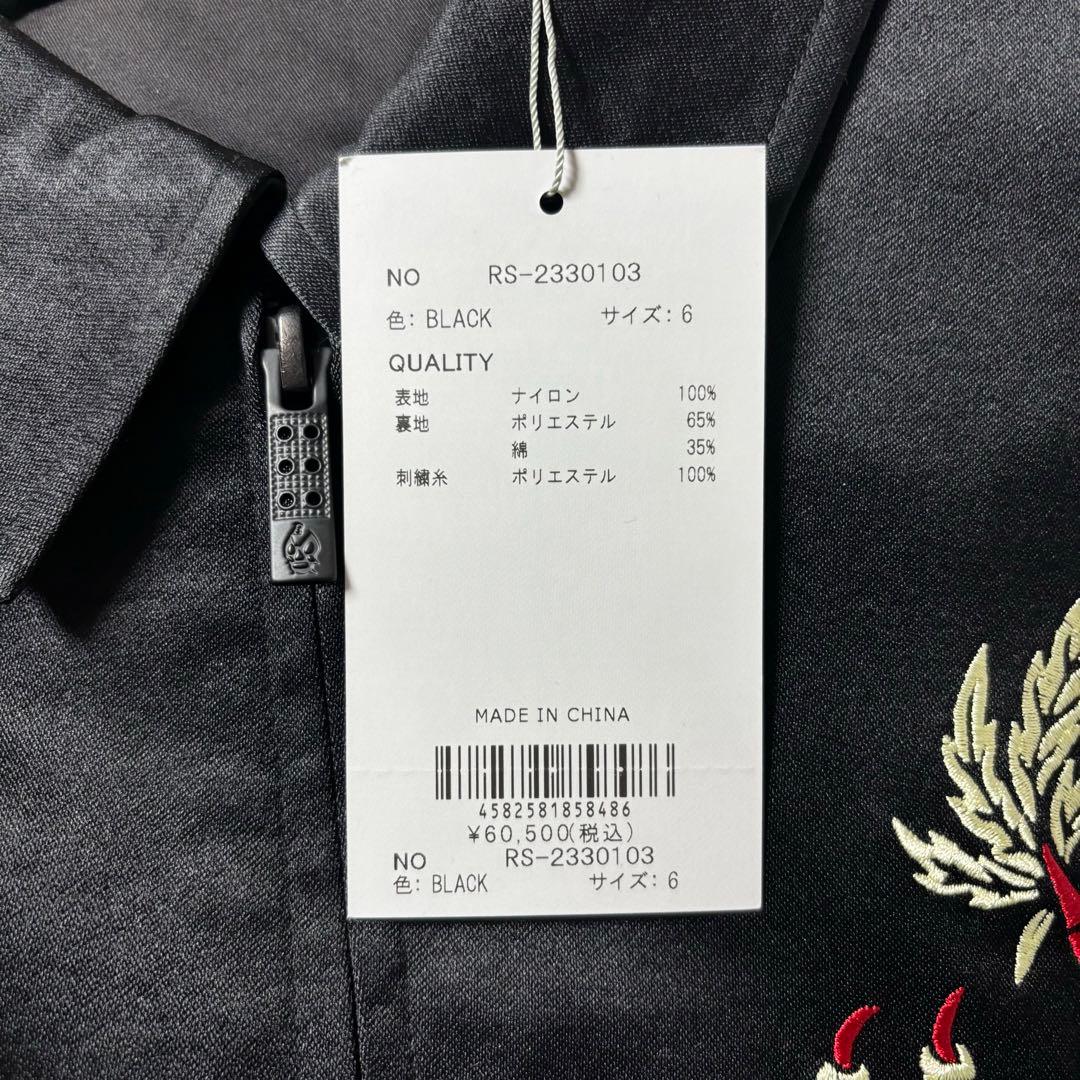 NO RS-2330103
色: BLACK サイズ: 6
QUALITY
表地 ナイロン 100%
裏地 ポリエステル 65%
綿 35%
刺繍糸 ポリエステル 100%
MADE IN CHINA
4582581858486
¥60,500(税込)
NO RS-2330103
色: BLACK サイズ: 6